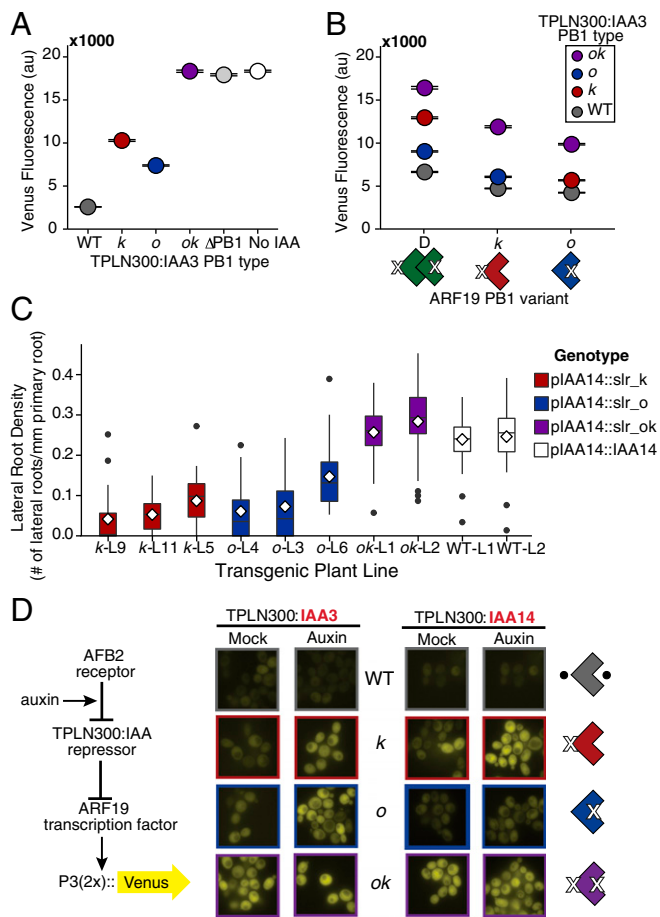 A
x1000
Venus Fluorescence (au)
20
15
10
5
0
WT k o ok ΔPB1 No IAA
TPLN300:IAA3 PB1 type
B
x1000
TPLN300:IAA3
PB1 type
ok
o
k
WT
Venus Fluorescence (au)
20
15
10
5
0
D k o
X X X X
ARF19 PB1 variant
C
Lateral Root Density
(# of lateral roots/mm primary root)
0.4
0.3
0.2
0.1
0.0
k-L9 k-L11 k-L5 o-L4 o-L3 o-L6 ok-L1 ok-L2 WT-L1 WT-L2
Transgenic Plant Line
Genotype
pIAA14::slr_k
pIAA14::slr_o
pIAA14::slr_ok
pIAA14::IAA14
D
AFB2
receptor
auxin
TPLN300:IAA
repressor
ARF19
transcription factor
P3(2x):: Venus
TPLN300:IAA3 TPLN300:IAA14
Mock Auxin Mock Auxin
WT
k X
o X
ok X X